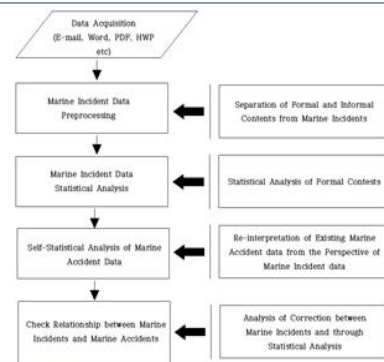 Data Acquisition
(E-mail, Word, PDF, HWP
etc)
Marine Incident Data
Preprocessing
Separation of Formal and Informal
Contents from Marine Incidents
Marine Incident Data
Statistical Analysis
Statistical Analysis of Formal Contests
Self-Statistical Analysis of Marine
Accident Data
Re-interpretation of Existing Marine
Accident data from the Perspective
of Marine Incident data
Check Relationship between Marine
Incidents and Marine Accidents
Analysis of Correction between
Marine Incidents and through
Statistical Analysis